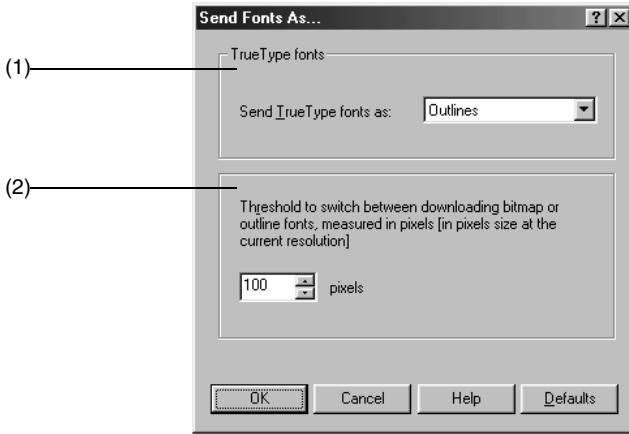 Send Fonts As...
(1)
TrueType fonts
Send TrueType fonts as:
Outlines
(2)
Threshold to switch between downloading bitmap or
outline fonts, measured in pixels [in pixels size at the
current resolution]
100
pixels
OK
Cancel
Help
Defaults